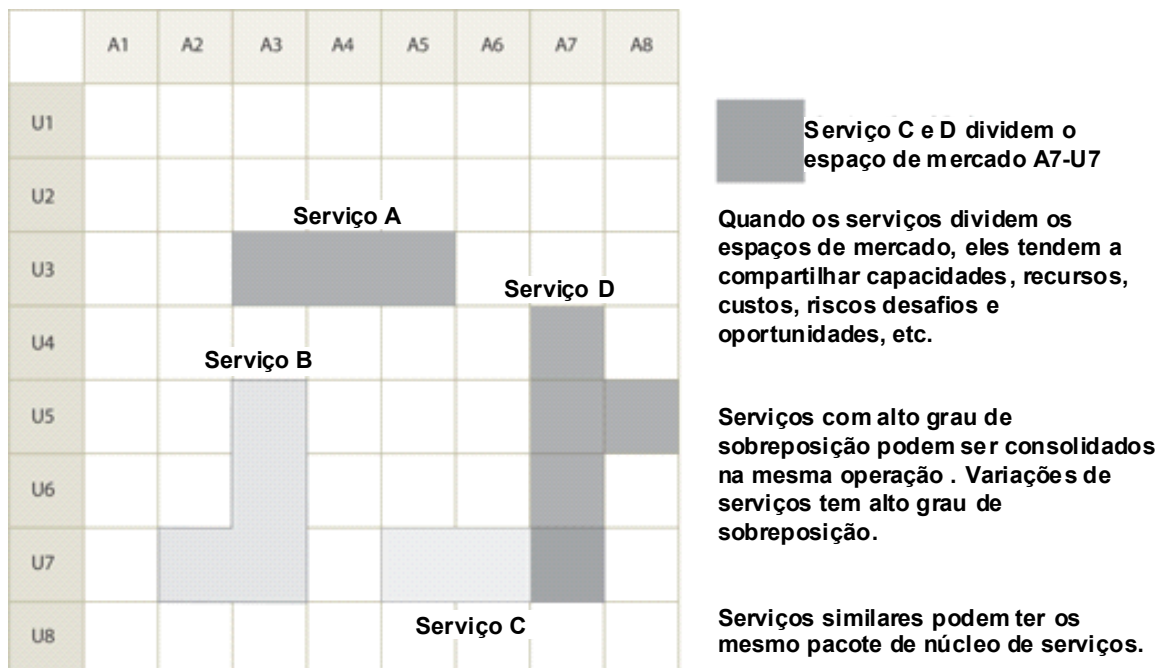 A1 A2 A3 A4 A5 A6 A7 A8
U1
U2
U3
U4
U5
U6
U7
U8
Serviço A
Serviço D
Serviço B
Serviço C
Serviço C e D dividem o
espaço de mercado A7-U7
Quando os serviços dividem os
espaços de mercado, eles tendem a
compartilhar capacidades, recursos,
custos, riscos desafios e
oportunidades, etc.
Serviços com alto grau de
sobreposição podem ser consolidados
na mesma operação . Variações de
serviços tem alto grau de
sobreposição.
Serviços similares podem ter os
mesmo pacote de núcleo de serviços.